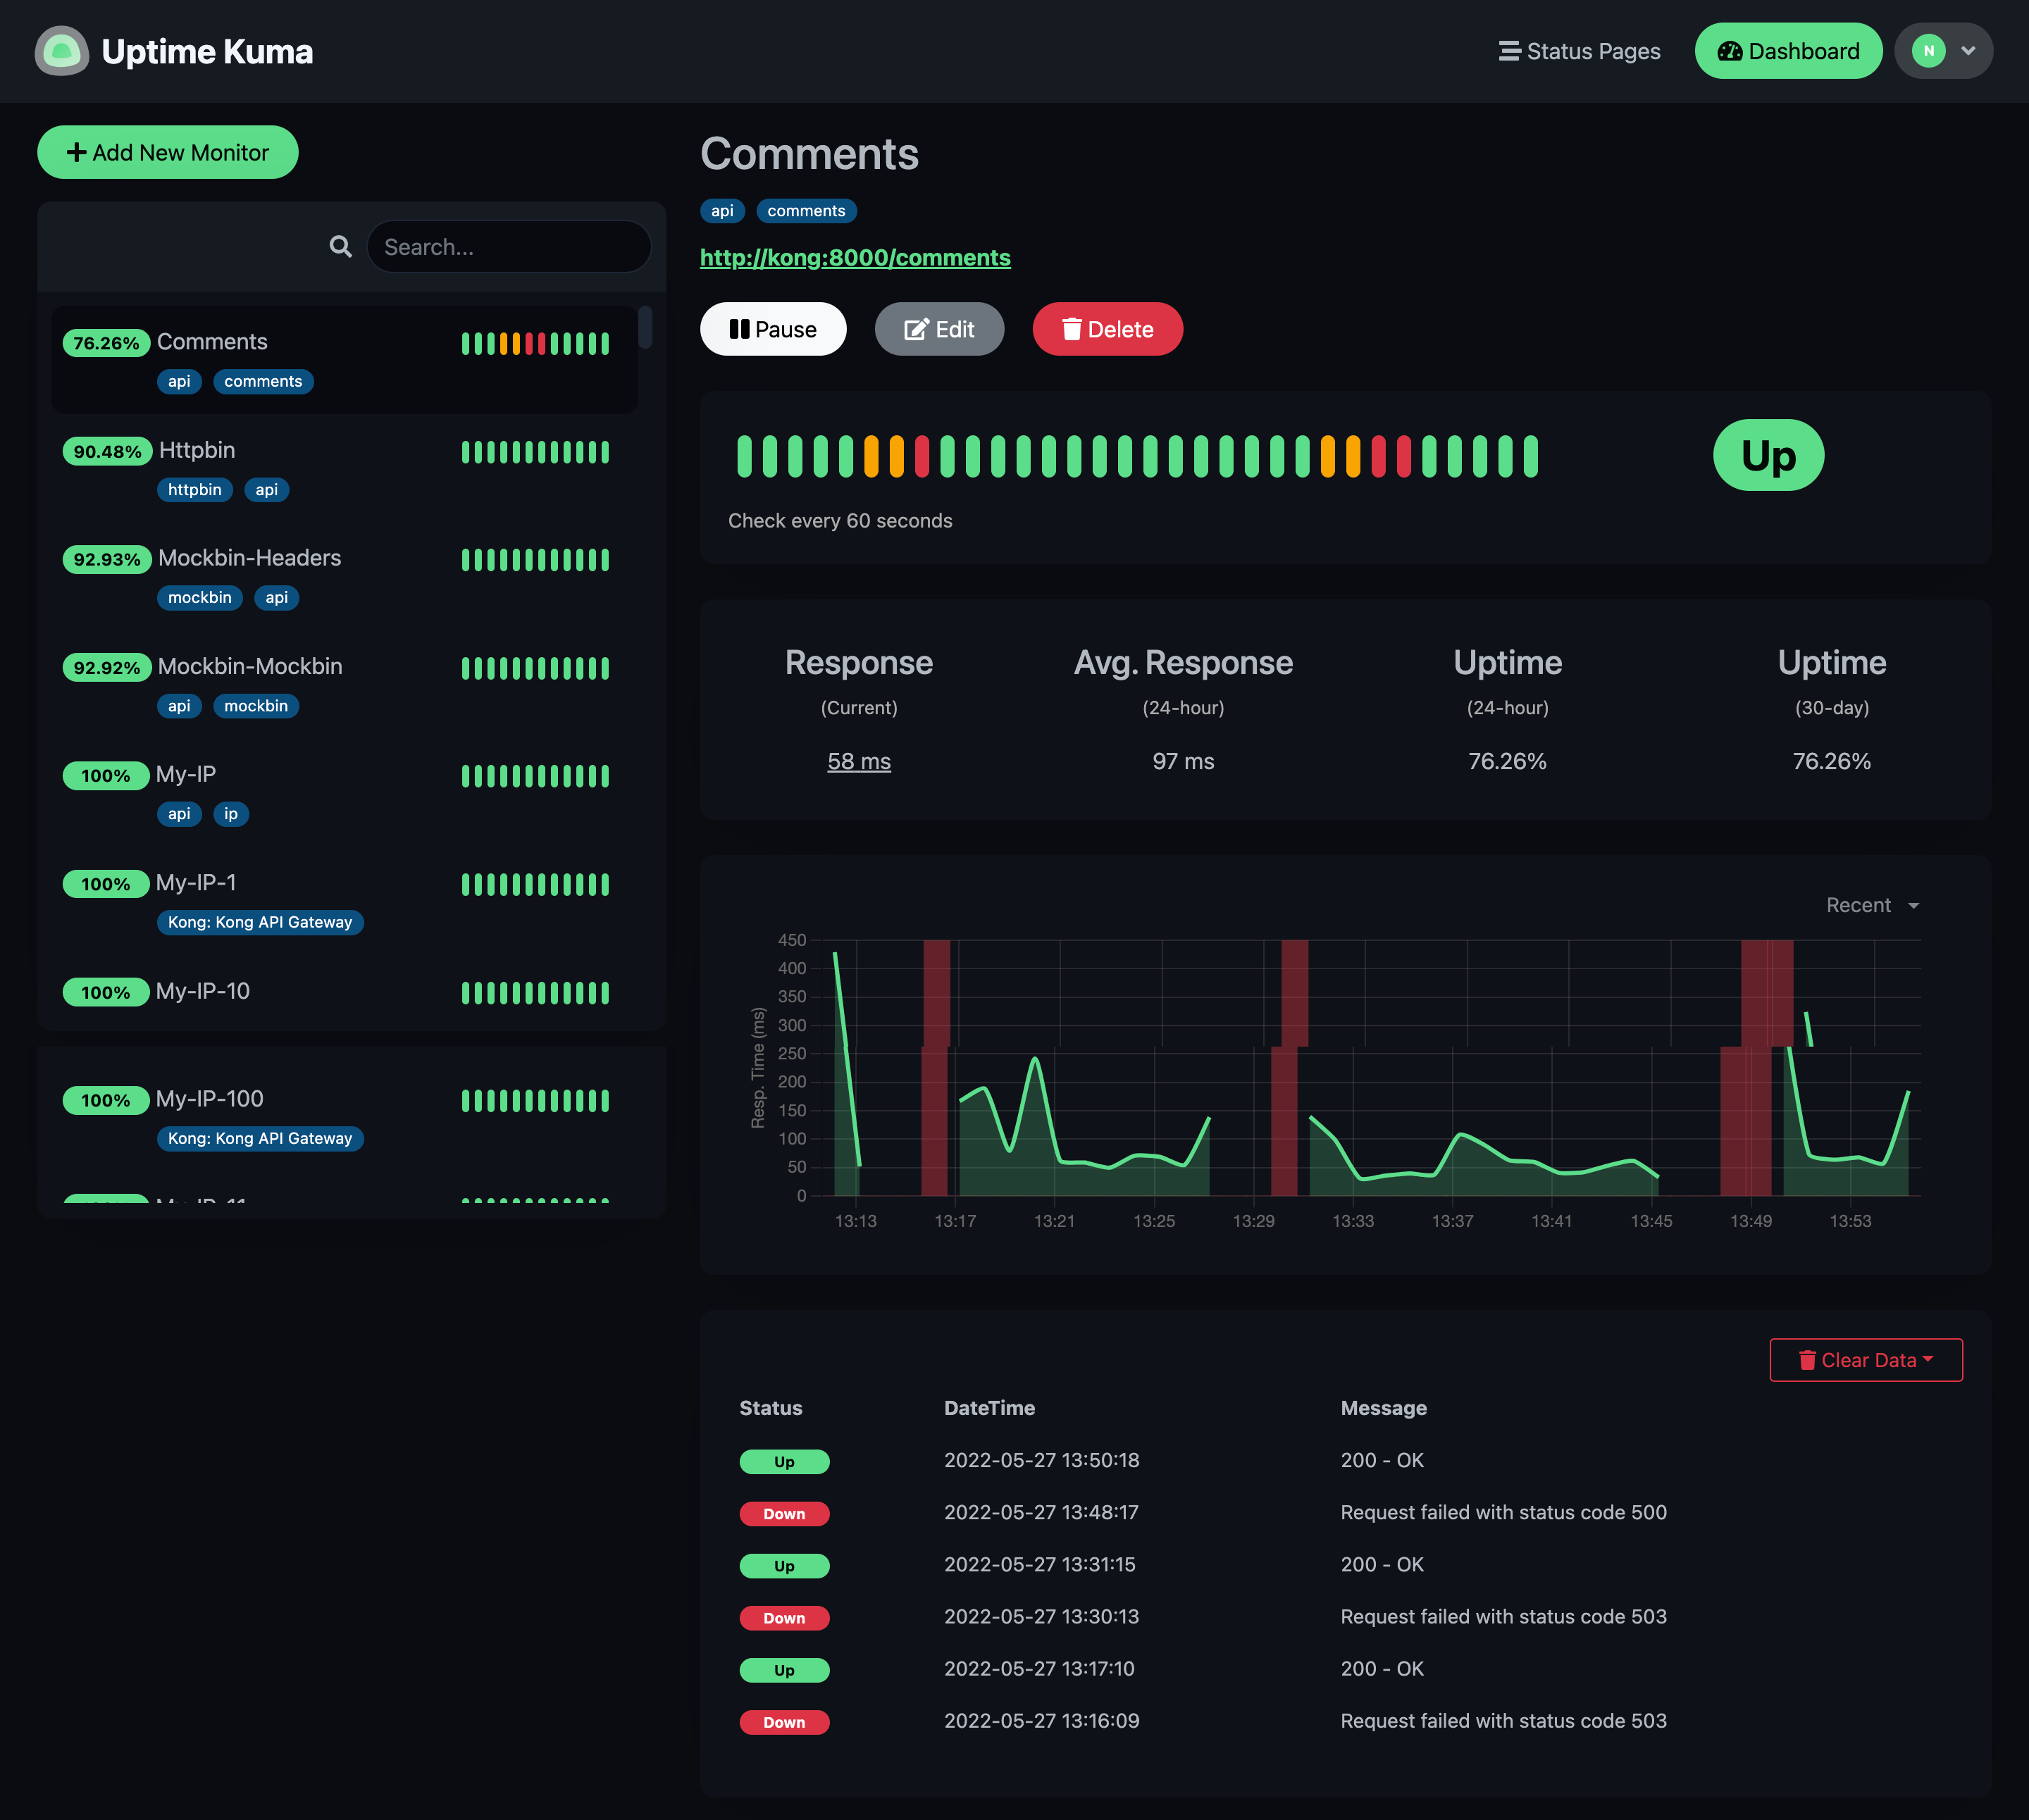 Uptime Kuma
Status Pages
Dashboard
N
Add New Monitor
Search...
76.26% Comments
api comments
90.48% Httpbin
httpbin api
92.93% Mockbin-Headers
mockbin api
92.92% Mockbin-Mockbin
api mockbin
100% My-IP
api ip
100% My-IP-1
Kong: Kong API Gateway
100% My-IP-10
100% My-IP-100
Kong: Kong API Gateway
Comments
api comments
http://kong:8000/comments
Pause Edit Delete
Up
Check every 60 seconds
Response Avg. Response Uptime Uptime
(Current) (24-hour) (24-hour) (30-day)
58 ms 97 ms 76.26% 76.26%
Recent
Resp. Time (ms)
450
400
350
300
250
200
150
100
50
0
13:13 13:17 13:21 13:25 13:29 13:33 13:37 13:41 13:45 13:49 13:53
Clear Data
Status DateTime Message
Up 2022-05-27 13:50:18 200 - OK
Down 2022-05-27 13:48:17 Request failed with status code 500
Up 2022-05-27 13:31:15 200 - OK
Down 2022-05-27 13:30:13 Request failed with status code 503
Up 2022-05-27 13:17:10 200 - OK
Down 2022-05-27 13:16:09 Request failed with status code 503